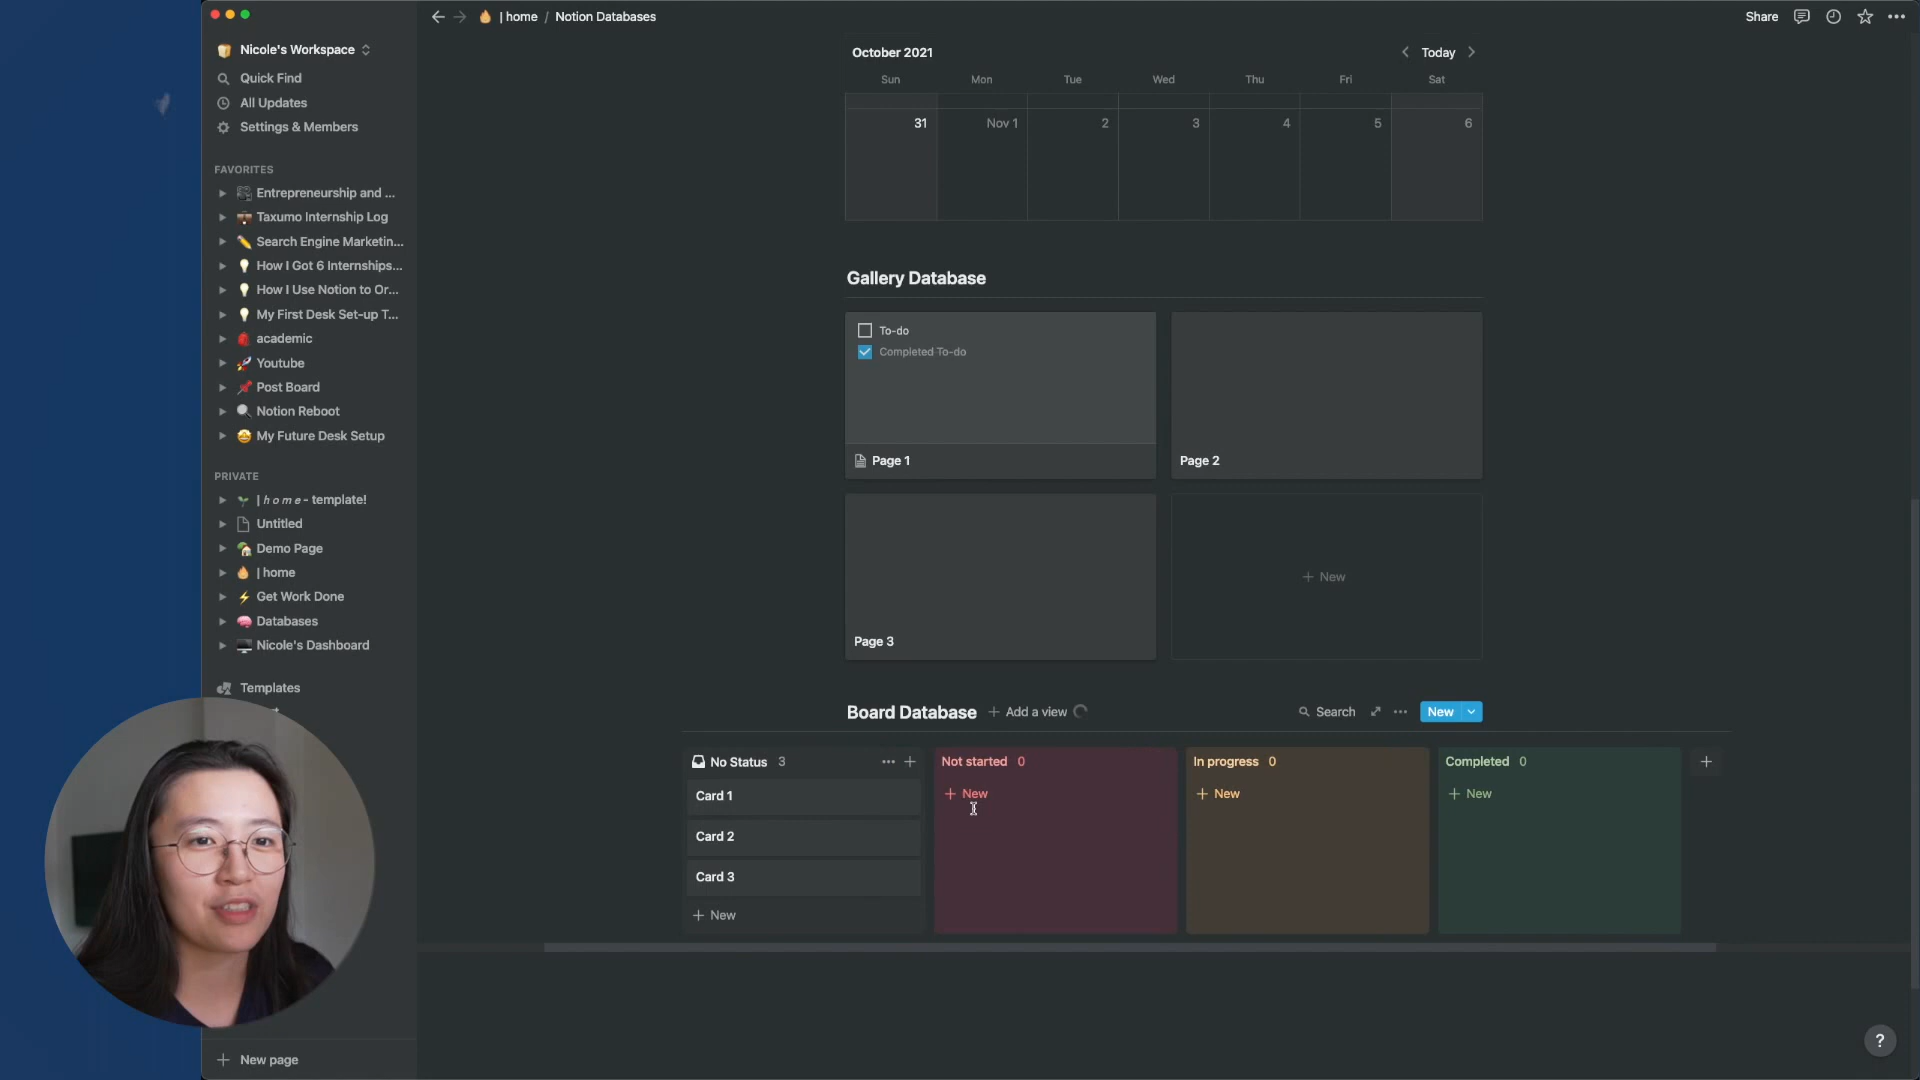 Nicole's Workspace
Quick Find
All Updates
Settings & Members
FAVORITES
Entrepreneurship and ...
Taxumo Internship Log
Search Engine Marketin...
How I Got 6 Internships...
How I Use Notion to Or...
My First Desk Set-up T...
academic
Youtube
Post Board
Notion Reboot
My Future Desk Setup
PRIVATE
| h o m e - template!
Untitled
Demo Page
| home
Get Work Done
Databases
Nicole's Dashboard
Templates
New page
| home / Notion Databases
Share
October 2021
Today
Sun Mon Tue Wed Thu Fri Sat
31 Nov 1 2 3 4 5 6
Gallery Database
To-do
Completed To-do
Page 1
Page 2
Page 3
+ New
Board Database
+ Add a view
Search
New
No Status 3
Card 1
Card 2
Card 3
+ New
Not started 0
+ New
In progress 0
+ New
Completed 0
+ New
?